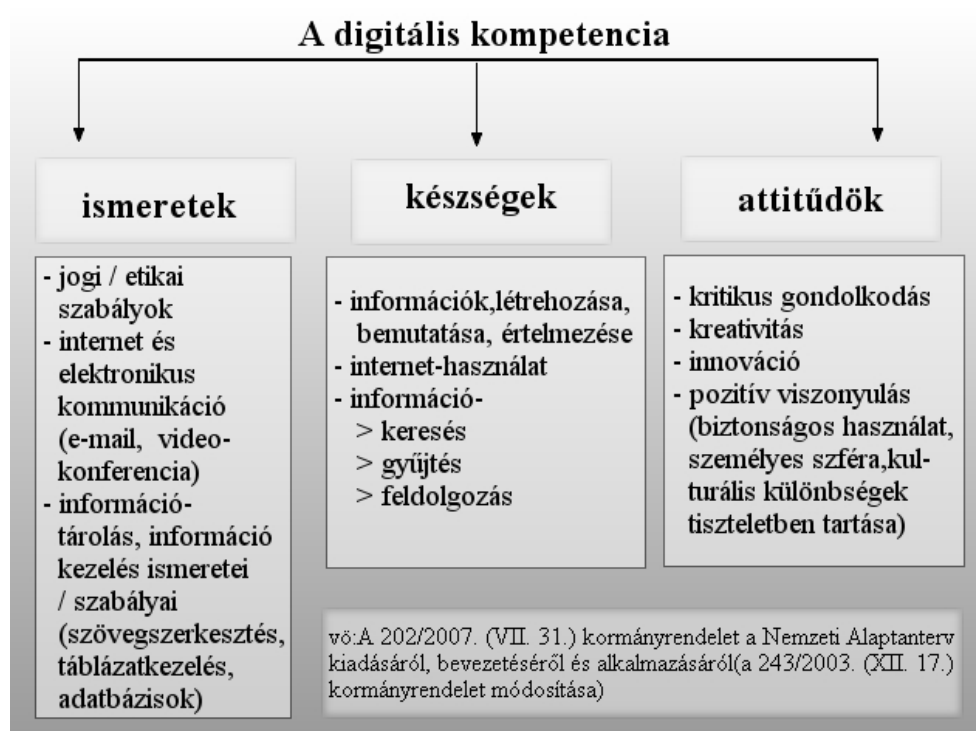 A digitális kompetencia
ismeretek
- jogi / etikai
szabályok
- internet és
elektronikus
kommunikáció
(e-mail, video-
konferencia)
- információ-
tárolás, információ
kezelés ismeretei
/ szabályai
(szövegszerkesztés,
táblázatkezelés,
adatbázisok)
készségek
- információk,létrehozása,
bemutatása, értelmezése
- internet-használat
- információ-
> keresés
> gyűjtés
> feldolgozás
attitűdök
- kritikus gondolkodás
- kreativitás
- innováció
- pozitív viszonyulás
(biztonságos használat,
személyes szféra,kul-
turális különbségek
tiszteletben tartása)
vö:A 202/2007. (VII. 31.) kormányrendelet a Nemzeti Alaptanterv
kiadásáról, bevezetéséről és alkalmazásáról(a 243/2003. (XII. 17.)
kormányrendelet módosítása)